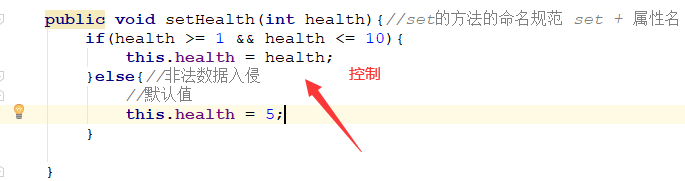 public void setHealth(int health){//set的方法的命名规范 set + 属性名
if(health >= 1 && health <= 10){
this.health = health;
}else{//非法数据入侵
控制
//默认值
this.health = 5;
}
}